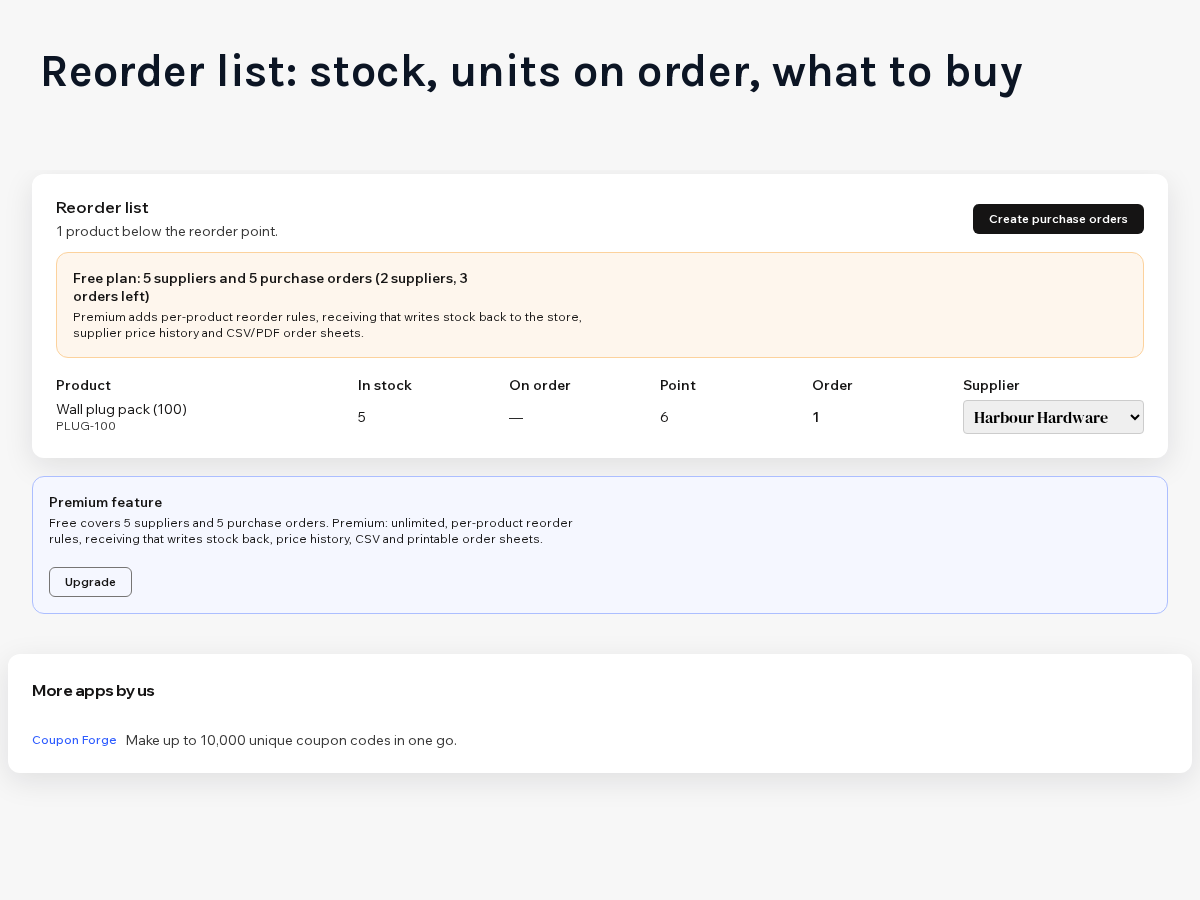 Reorder list: stock, units on order, what to buy
Reorder list
1 product below the reorder point.
Create purchase orders
Free plan: 5 suppliers and 5 purchase orders (2 suppliers, 3
orders left)
Premium adds per-product reorder rules, receiving that writes stock back to the store,
supplier price history and CSV/PDF order sheets.
Product In stock On order Point Order Supplier
Wall plug pack (100)
PLUG-100
5 — 6 1 Harbour Hardware
Premium feature
Free covers 5 suppliers and 5 purchase orders. Premium: unlimited, per-product reorder
rules, receiving that writes stock back, price history, CSV and printable order sheets.
Upgrade
More apps by us
Coupon Forge Make up to 10,000 unique coupon codes in one go.